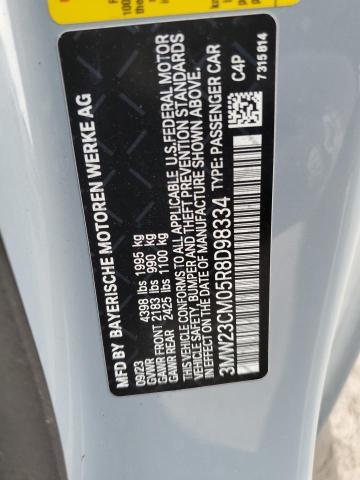 MFD BY BAYERISCHE MOTOREN WERKE AG
09/23
GVWR 4398 lbs 1995 kg
GAWR FRONT 2183 lbs 990 kg
GAWR REAR 2425 lbs 1100 kg
THIS VEHICLE CONFORMS TO ALL APPLICABLE U.S. FEDERAL MOTOR
VEHICLE SAFETY, BUMPER AND THEFT PREVENTION STANDARDS
IN EFFECT ON THE DATE OF MANUFACTURE SHOWN ABOVE.
3MW23CM05R8D98334 TYPE: PASSENGER CAR
C4P
7315814
100